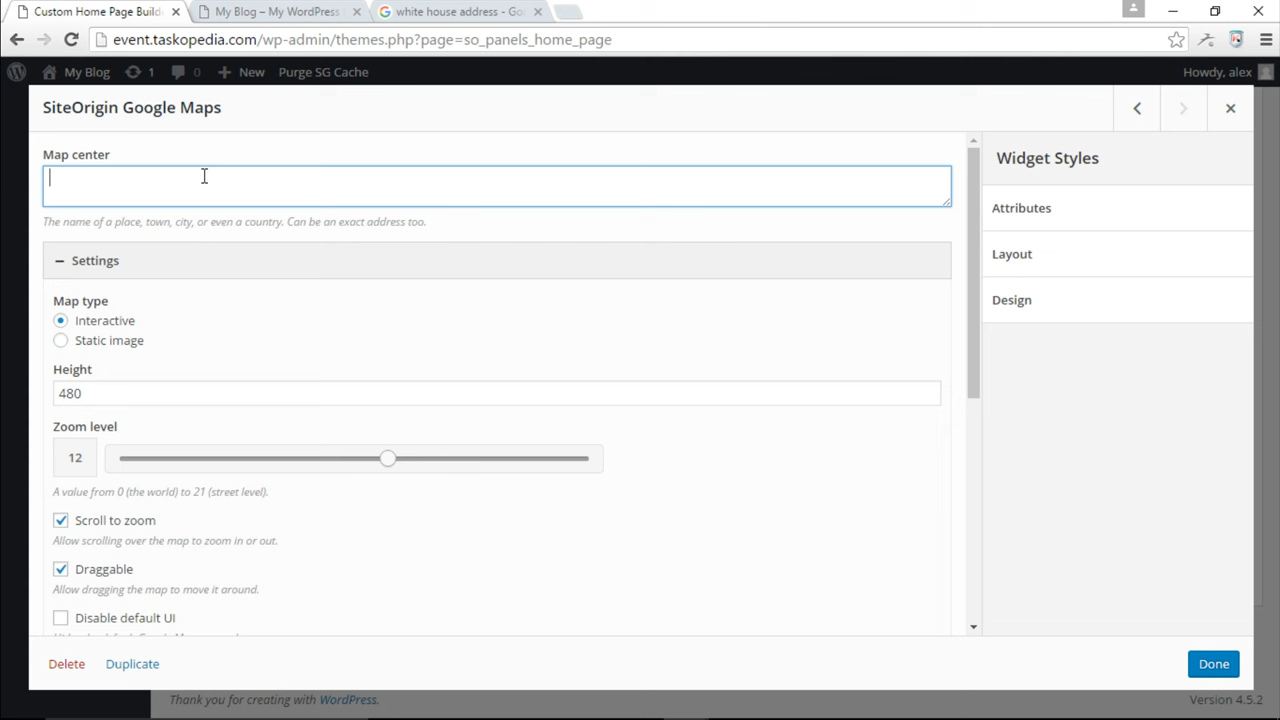 Custom Home Page Build
My Blog – My WordPress
white house address - Go
event.taskopedia.com/wp-admin/themes.php?page=so_panels_home_page
My Blog 1 0 New Purge SG Cache Howdy, alex
SiteOrigin Google Maps
Map center
The name of a place, town, city, or even a country. Can be an exact address too.
Settings
Map type
Interactive
Static image
Height
480
Zoom level
12
A value from 0 (the world) to 21 (street level).
Scroll to zoom
Allow scrolling over the map to zoom in or out.
Draggable
Allow dragging the map to move it around.
Disable default UI
Widget Styles
Attributes
Layout
Design
Delete Duplicate Done
Thank you for creating with WordPress. Version 4.5.2